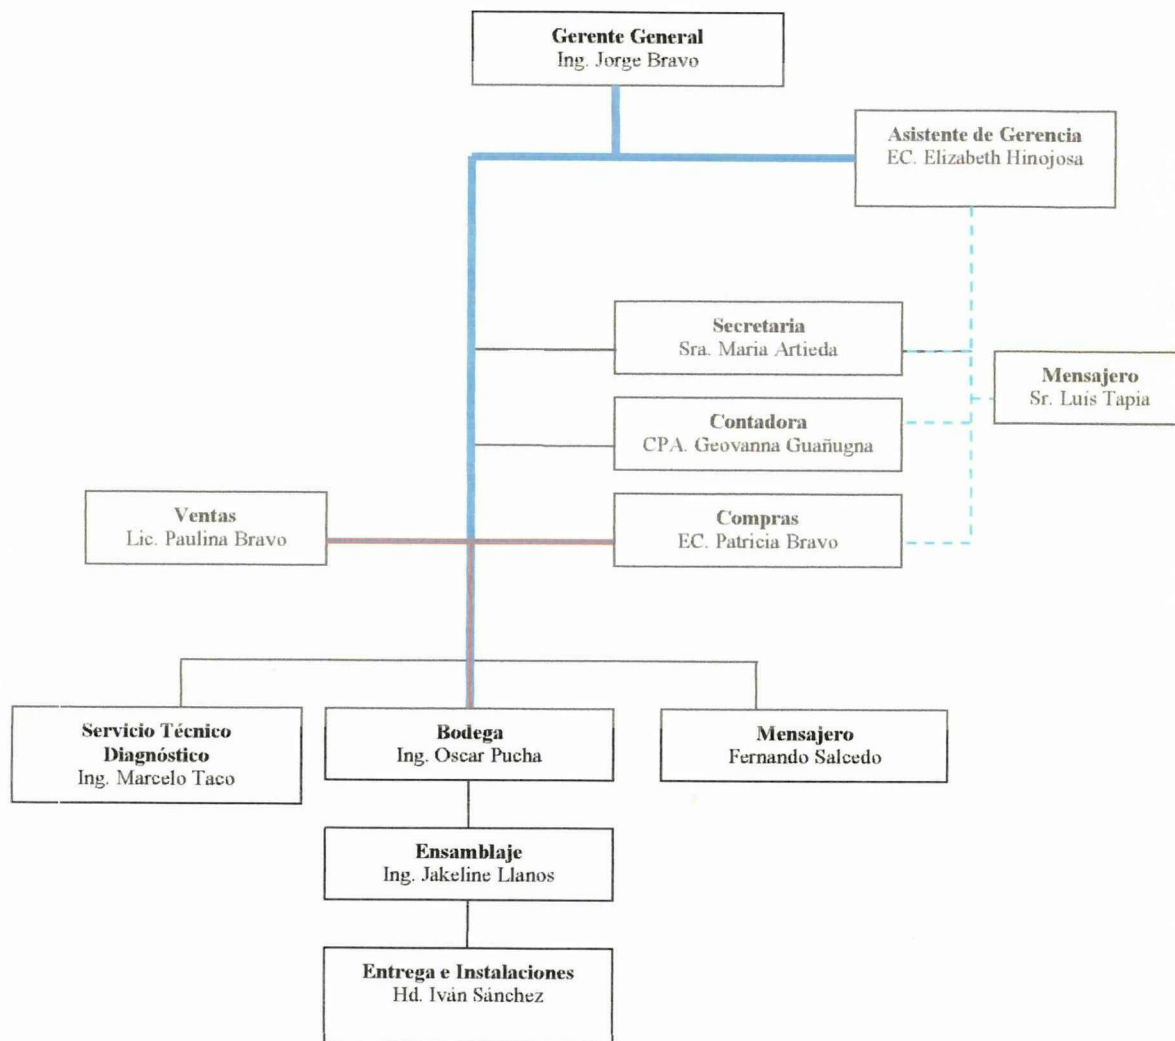 Gerente General
Ing. Jorge Bravo
Asistente de Gerencia
EC. Elizabeth Hinojosa
Secretaria
Sra. Maria Artieda
Mensajero
Sr. Luis Tapia
Contadora
CPA. Geovanna Guañugna
Ventas
Lic. Paulina Bravo
Compras
EC. Patricia Bravo
Servicio Técnico
Diagnóstico
Ing. Marcelo Taco
Bodega
Ing. Oscar Pucha
Mensajero
Fernando Salcedo
Ensamblaje
Ing. Jakeline Llanos
Entrega e Instalaciones
Hd. Iván Sánchez